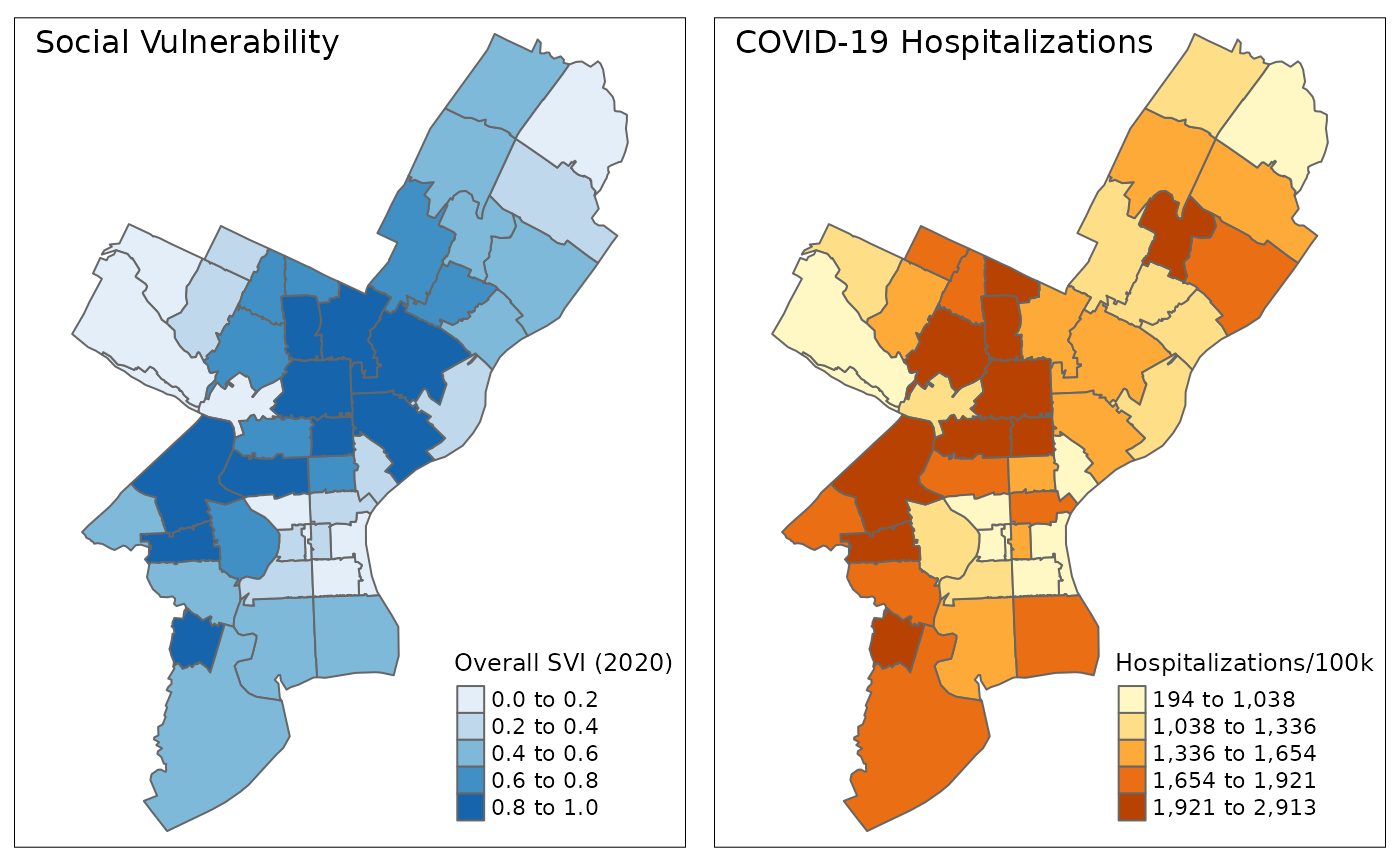 Social Vulnerability
Overall SVI (2020)
0.0 to 0.2
0.2 to 0.4
0.4 to 0.6
0.6 to 0.8
0.8 to 1.0
COVID-19 Hospitalizations
Hospitalizations/100k
194 to 1,038
1,038 to 1,336
1,336 to 1,654
1,654 to 1,921
1,921 to 2,913